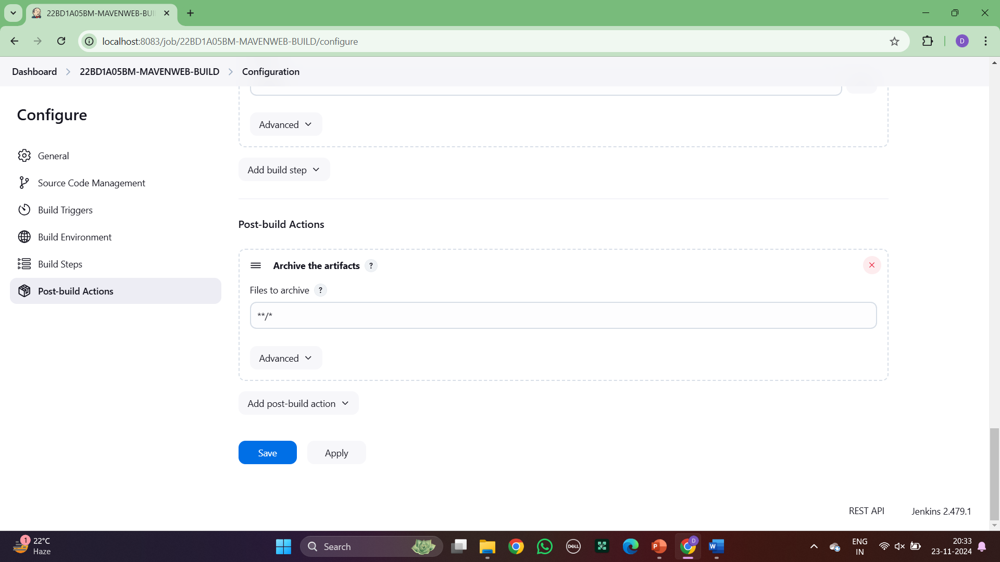 22BD1A05BM-MAVENWEB-BUI
localhost:8083/job/22BD1A05BM-MAVENWEB-BUILD/configure
D
Dashboard > 22BD1A05BM-MAVENWEB-BUILD > Configuration
Configure
General
Source Code Management
Build Triggers
Build Environment
Build Steps
Post-build Actions
Advanced
Add build step
Post-build Actions
Archive the artifacts ?
Files to archive ?
**/*
Advanced
Add post-build action
Save Apply
REST API Jenkins 2.479.1
1
22°C
Haze
Search
DELL
P
D
W
ENG
IN
20:33
23-11-2024